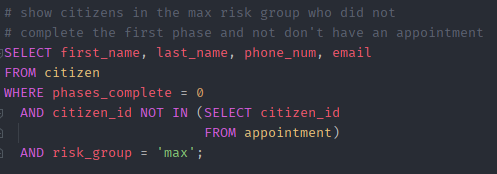 # show citizens in the max risk group who did not
# complete the first phase and not don't have an appointment
SELECT first_name, last_name, phone_num, email
FROM citizen
WHERE phases_complete = 0
AND citizen_id NOT IN (SELECT citizen_id
FROM appointment)
AND risk_group = 'max';